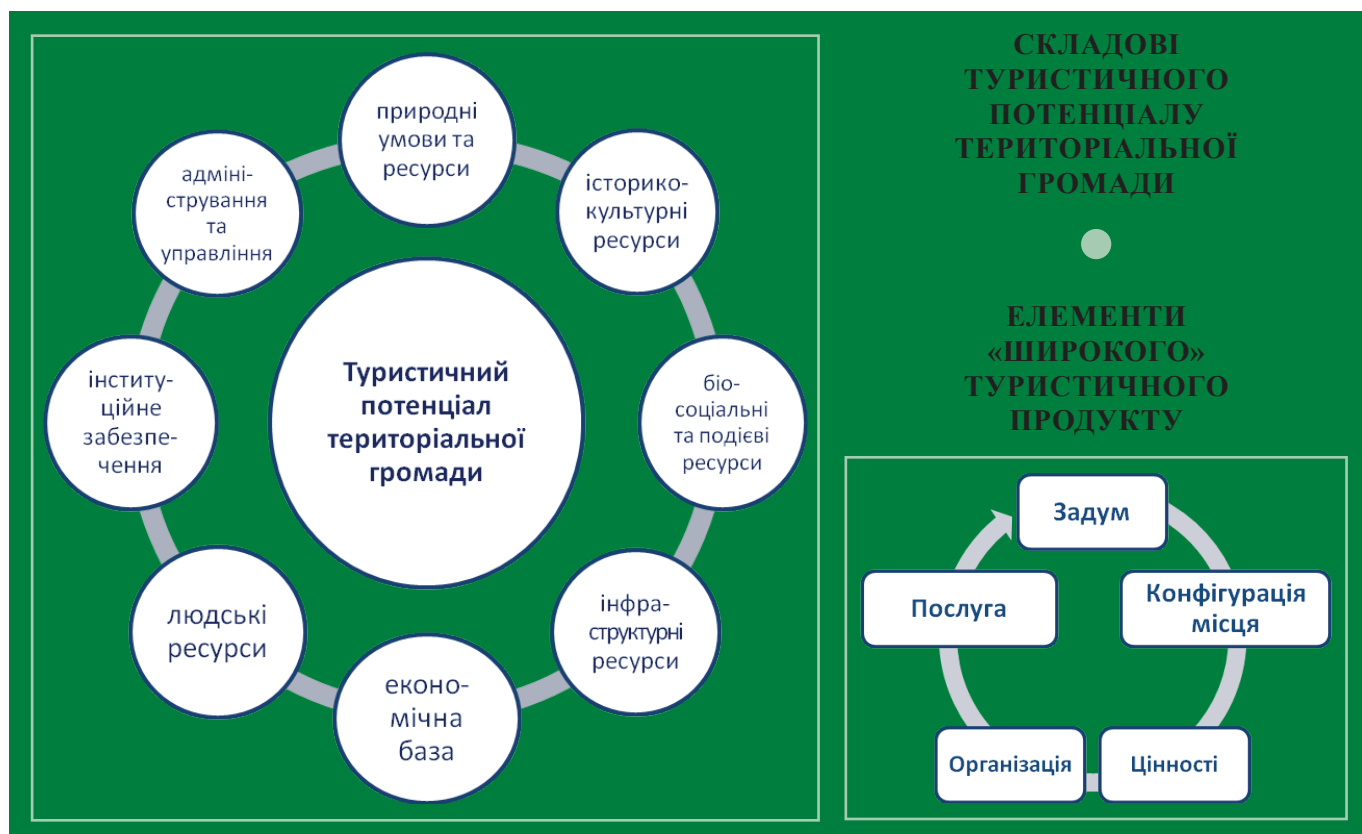 природні
умови та
ресурси
історико-
культурні
ресурси
біо-
соціальні
та подієві
ресурси
інфра-
структурні
ресурси
еконо-
мічна
база
людські
ресурси
інститу-
ційне
забезпе-
чення
адміні-
стрування
та
управління
Туристичний
потенціал
територіальної
громади
СКЛАДОВІ
ТУРИСТИЧНОГО
ПОТЕНЦІАЛУ
ТЕРИТОРІАЛЬНОЇ
ГРОМАДИ
ЕЛЕМЕНТИ
«ШИРОКОГО»
ТУРИСТИЧНОГО
ПРОДУКТУ
Задум
Конфігурація
місця
Цінності
Організація
Послуга